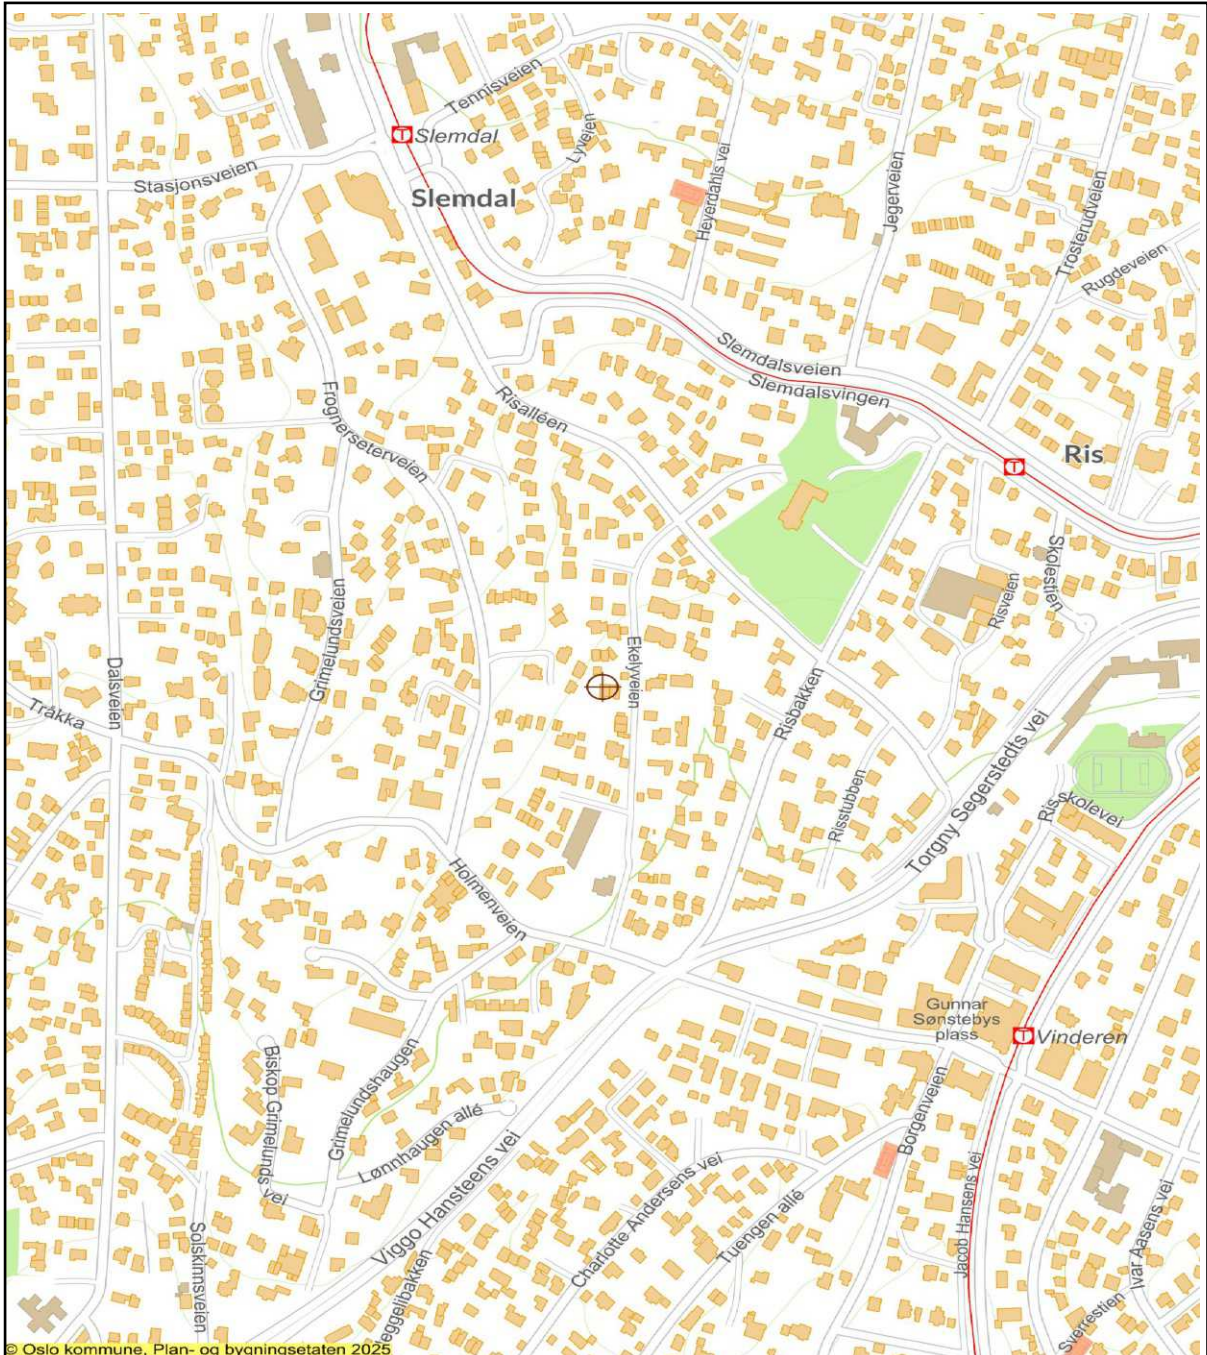 Tennisveien
Slemdal
Lyveien
Stasjonsveien
Slemdal
Heyerdahls vei
Jegerveien
Trosterudveien
Rugdeveien
Slemdalsveien
Slemdalsvingen
Frognerseterveien
Risalléen
Ris
Skolestien
Risveien
Grimelundsveien
Ekelyveien
Dalsveien
Risbakken
Tråkka
Torgny Segerstedts vei
Risstubben
Ris skolevei
Holmenveien
Gunnar
Sønstebys
plass
Vinderen
Biskop Grimelunds vei
Grimelundshaugen
Lønnhaugen allé
Borgenveien
Viggo Hansteens vei
Charlotte Andersens vei
Tuengen allé
Jacob Hansens vei
Ivar Aasens vei
Solskinnsveien
Sverrestien
© Oslo kommune, Plan- og bygningsetaten 2025